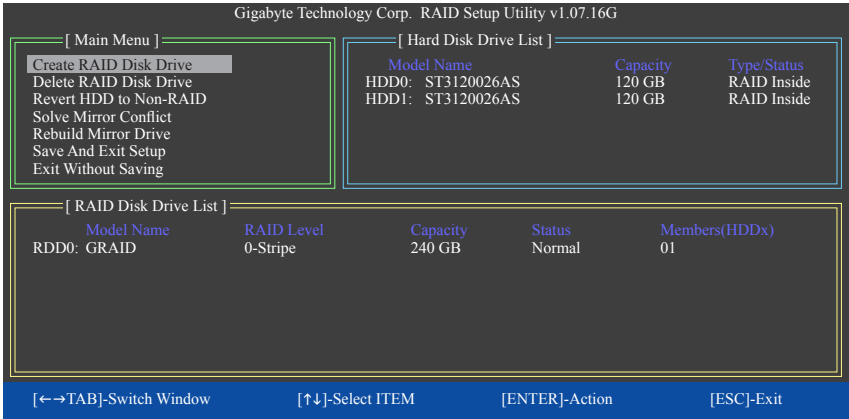 Gigabyte Technology Corp. RAID Setup Utility v1.07.16G
[ Main Menu ]
Create RAID Disk Drive
Delete RAID Disk Drive
Revert HDD to Non-RAID
Solve Mirror Conflict
Rebuild Mirror Drive
Save And Exit Setup
Exit Without Saving
[ Hard Disk Drive List ]
Model Name Capacity Type/Status
HDD0: ST3120026AS 120 GB RAID Inside
HDD1: ST3120026AS 120 GB RAID Inside
[ RAID Disk Drive List ]
Model Name RAID Level Capacity Status Members(HDDx)
RDD0: GRAID 0-Stripe 240 GB Normal 01
[←→TAB]-Switch Window [↑↓]-Select ITEM [ENTER]-Action [ESC]-Exit